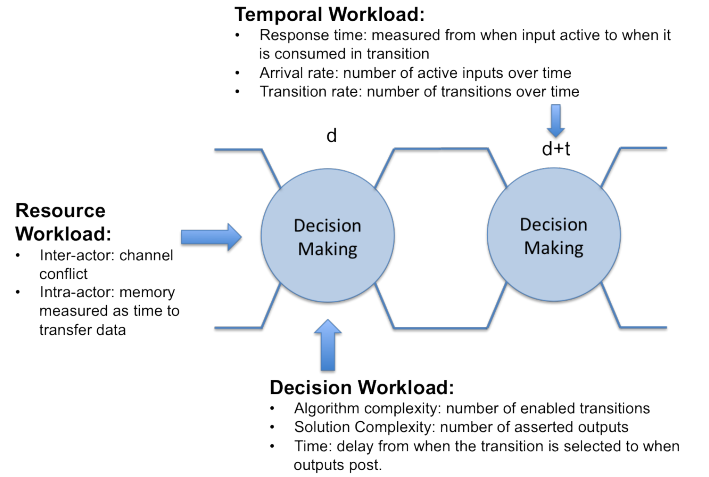 Temporal Workload:
• Response time: measured from when input active to when it
is consumed in transition
• Arrival rate: number of active inputs over time
• Transition rate: number of transitions over time
d
d+t
Decision
Making
Decision
Making
Resource
Workload:
• Inter-actor: channel
conflict
• Intra-actor: memory
measured as time to
transfer data
Decision Workload:
• Algorithm complexity: number of enabled transitions
• Solution Complexity: number of asserted outputs
• Time: delay from when the transition is selected to when
outputs post.